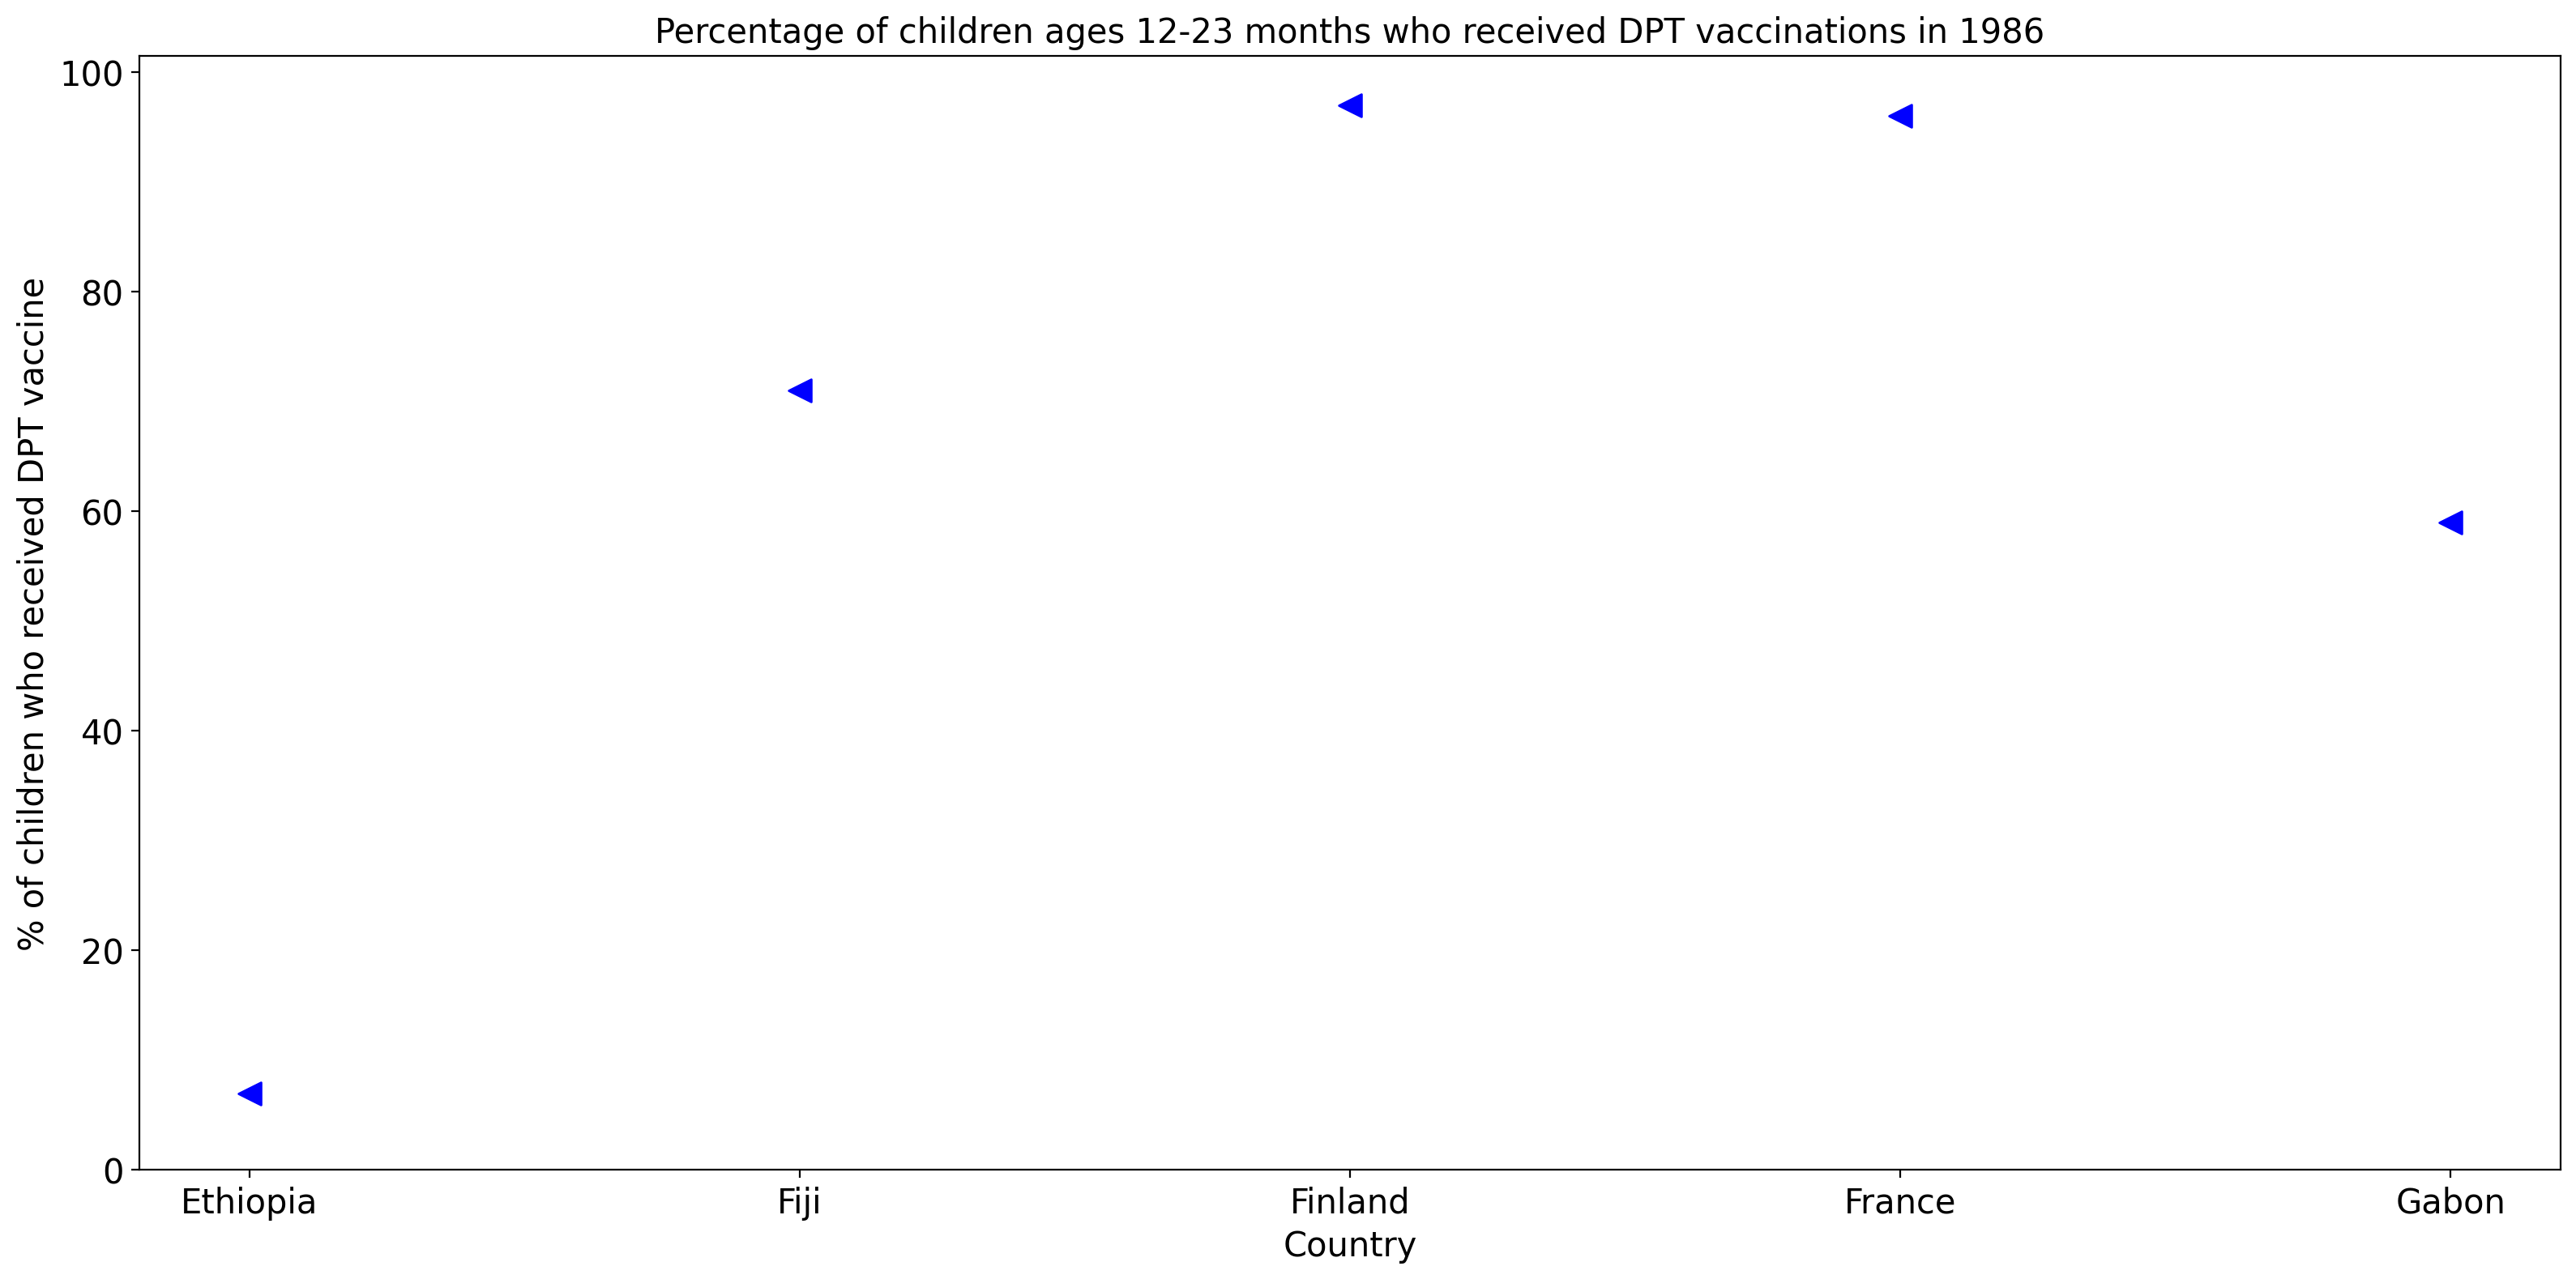 Percentage of children ages 12-23 months who received DPT vaccinations in 1986
% of children who received DPT vaccine
100
80
60
40
20
0
Ethiopia Fiji Finland France Gabon
Country